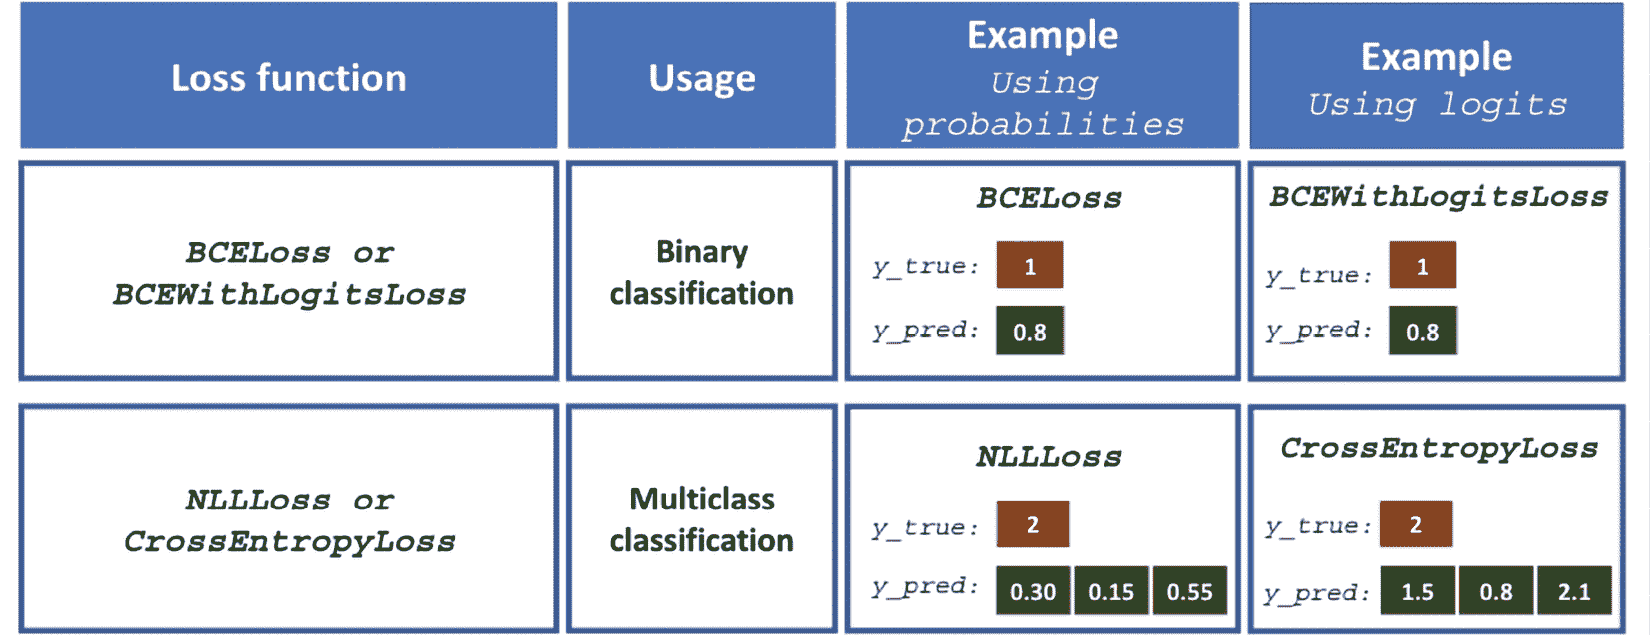 Loss function
Usage
Example
Using
probabilities
Example
Using logits
BCELoss or
BCEWithLogitsLoss
Binary
classification
BCELoss
y_true: 1
y_pred: 0.8
BCEWithLogitsLoss
y_true: 1
y_pred: 0.8
NLLLoss or
CrossEntropyLoss
Multiclass
classification
NLLLoss
y_true: 2
y_pred: 0.30 0.15 0.55
CrossEntropyLoss
y_true: 2
y_pred: 1.5 0.8 2.1